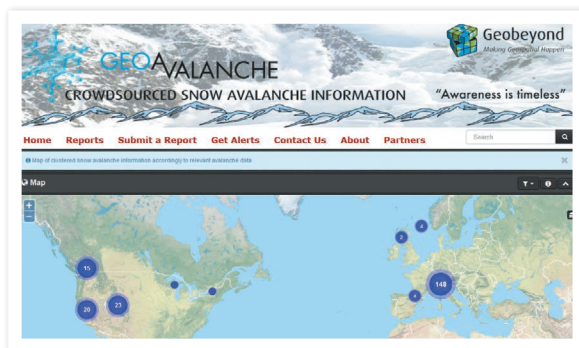 Geobeyond
Making Geospatial Happen
GEOAVALANCHE
CROWDSOURCED SNOW AVALANCHE INFORMATION
"Awareness is timeless"
Home Reports Submit a Report Get Alerts Contact Us About Partners
Search
Map of clustered snow avalanche information accordingly to relevant avalanche data
Map
+
−
4
2
15
148
4
23
20